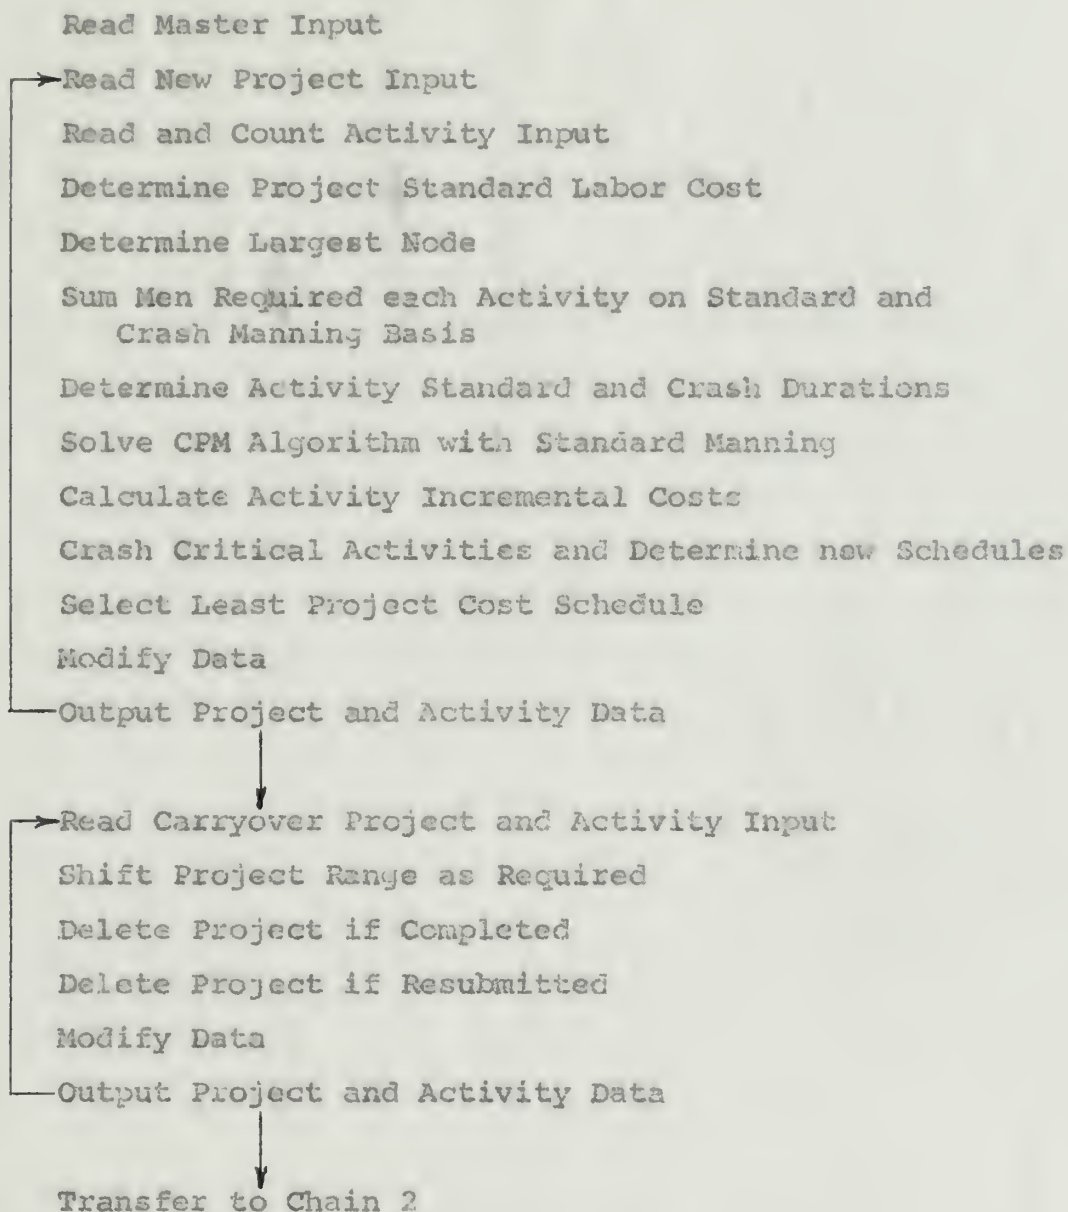 Read Master Input
Read New Project Input
Read and Count Activity Input
Determine Project Standard Labor Cost
Determine Largest Node
Sum Men Required each Activity on Standard and
Crash Manning Basis
Determine Activity Standard and Crash Durations
Solve CPM Algorithm with Standard Manning
Calculate Activity Incremental Costs
Crash Critical Activities and Determine new Schedules
Select Least Project Cost Schedule
Modify Data
Output Project and Activity Data
Read Carryover Project and Activity Input
Shift Project Range as Required
Delete Project if Completed
Delete Project if Resubmitted
Modify Data
Output Project and Activity Data
Transfer to Chain 2